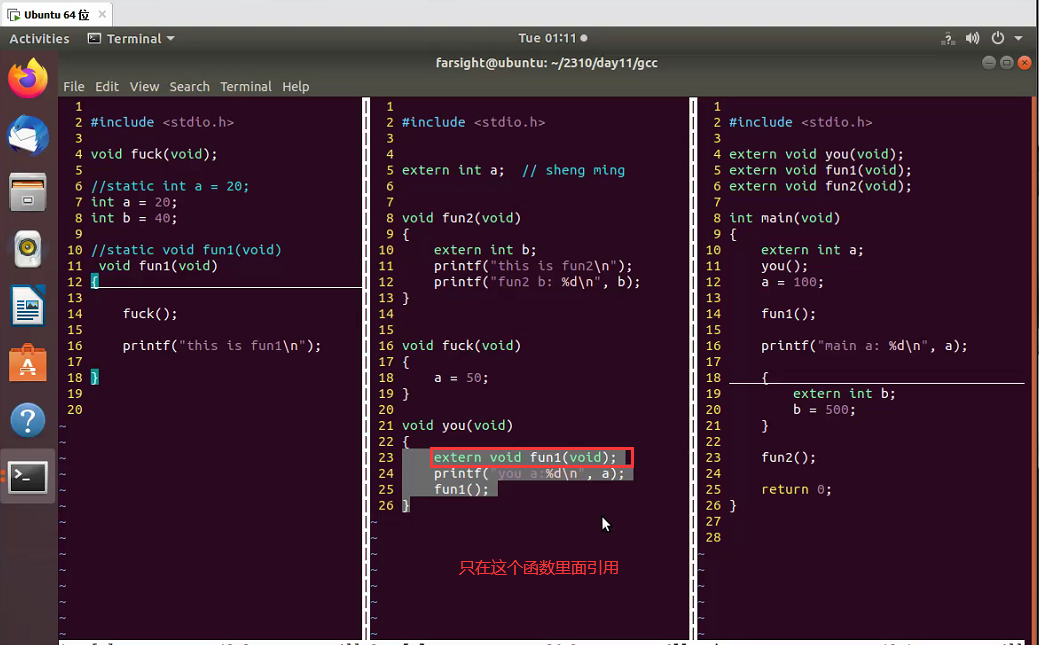 Ubuntu 64 位
Activities Terminal Tue 01:11
farsight@ubuntu: ~/2310/day11/gcc
File Edit View Search Terminal Help
1
2 #include <stdio.h>
3
4 void fuck(void);
5
6 //static int a = 20;
7 int a = 20;
8 int b = 40;
9
10 //static void fun1(void)
11  void fun1(void)
12 {
13
14     fuck();
15
16     printf("this is fun1\n");
17
18 }
19
20
~
1
2 #include <stdio.h>
3
4
5 extern int a;  // sheng ming
6
7
8 void fun2(void)
9 {
10     extern int b;
11     printf("this is fun2\n");
12     printf("fun2 b: %d\n", b);
13 }
14
15
16 void fuck(void)
17 {
18     a = 50;
19 }
20
21 void you(void)
22 {
23     extern void fun1(void);
24     printf("you a:%d\n", a);
25     fun1();
26 }
~
只在这个函数里面引用
1
2 #include <stdio.h>
3
4 extern void you(void);
5 extern void fun1(void);
6 extern void fun2(void);
7
8 int main(void)
9 {
10     extern int a;
11     you();
12     a = 100;
13
14     fun1();
15
16     printf("main a: %d\n", a);
17
18     {
19         extern int b;
20         b = 500;
21     }
22
23     fun2();
24
25     return 0;
26 }
27
28
~